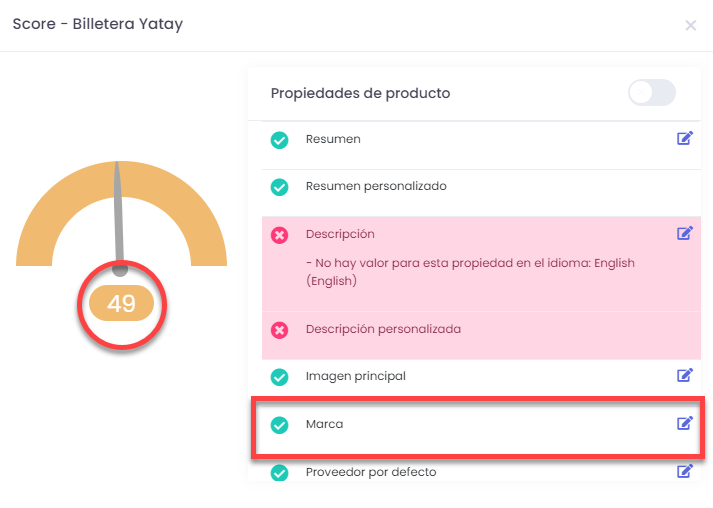 Score - Billetera Yatay
Propiedades de producto
Resumen
Resumen personalizado
Descripción
- No hay valor para esta propiedad en el idioma: English
(English)
49
Descripción personalizada
Imagen principal
Marca
Proveedor por defecto